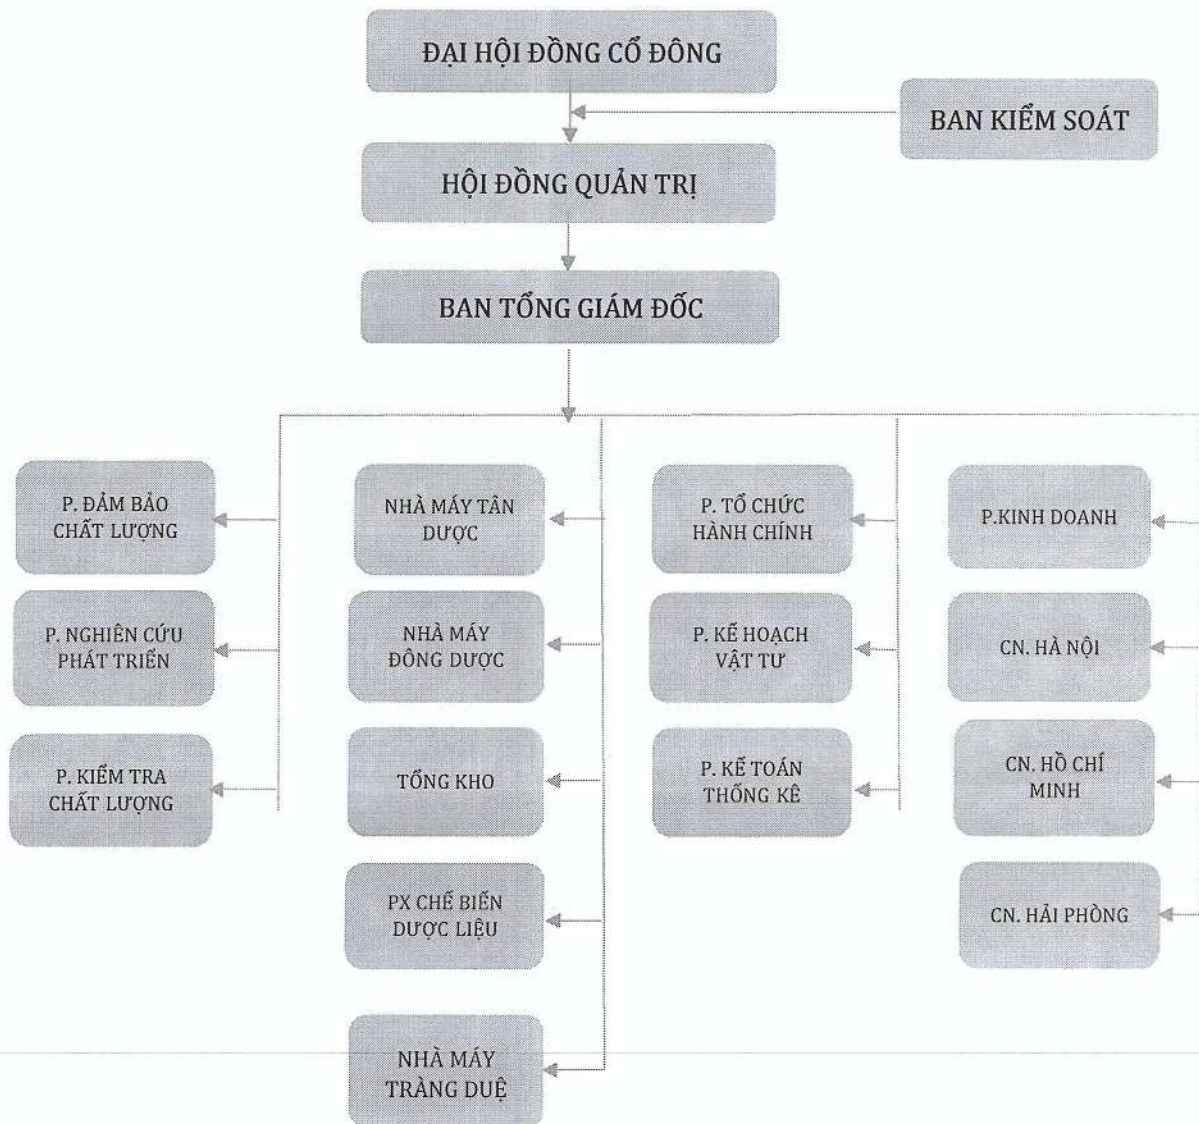 ĐẠI HỘI ĐỒNG CỔ ĐÔNG
BAN KIỂM SOÁT
HỘI ĐỒNG QUẢN TRỊ
BAN TỔNG GIÁM ĐỐC
P. ĐẢM BẢO
CHẤT LƯỢNG
P. NGHIÊN CỨU
PHÁT TRIỂN
P. KIỂM TRA
CHẤT LƯỢNG
NHÀ MÁY TÂN
DƯỢC
NHÀ MÁY
ĐÔNG DƯỢC
TỔNG KHO
PX CHẾ BIẾN
DƯỢC LIỆU
NHÀ MÁY
TRÀNG DUỆ
P. TỔ CHỨC
HÀNH CHÍNH
P. KẾ HOẠCH
VẬT TƯ
P. KẾ TOÁN
THỐNG KÊ
P.KINH DOANH
CN. HÀ NỘI
CN. HỒ CHÍ
MINH
CN. HẢI PHÒNG